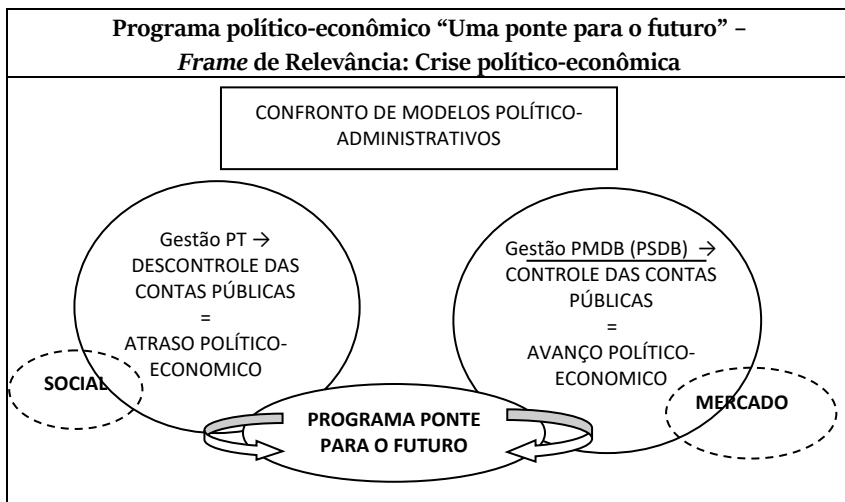 Programa político-econômico “Uma ponte para o futuro” –
Frame de Relevância: Crise político-econômica
CONFRONTO DE MODELOS POLÍTICO-
ADMINISTRATIVOS
Gestão PT →
DESCONTROLE DAS
CONTAS PÚBLICAS
=
ATRASO POLÍTICO-
ECONOMICO
SOCIAL
Gestão PMDB (PSDB) →
CONTROLE DAS CONTAS
PÚBLICAS
=
AVANÇO POLÍTICO-
ECONOMICO
MERCADO
PROGRAMA PONTE
PARA O FUTURO